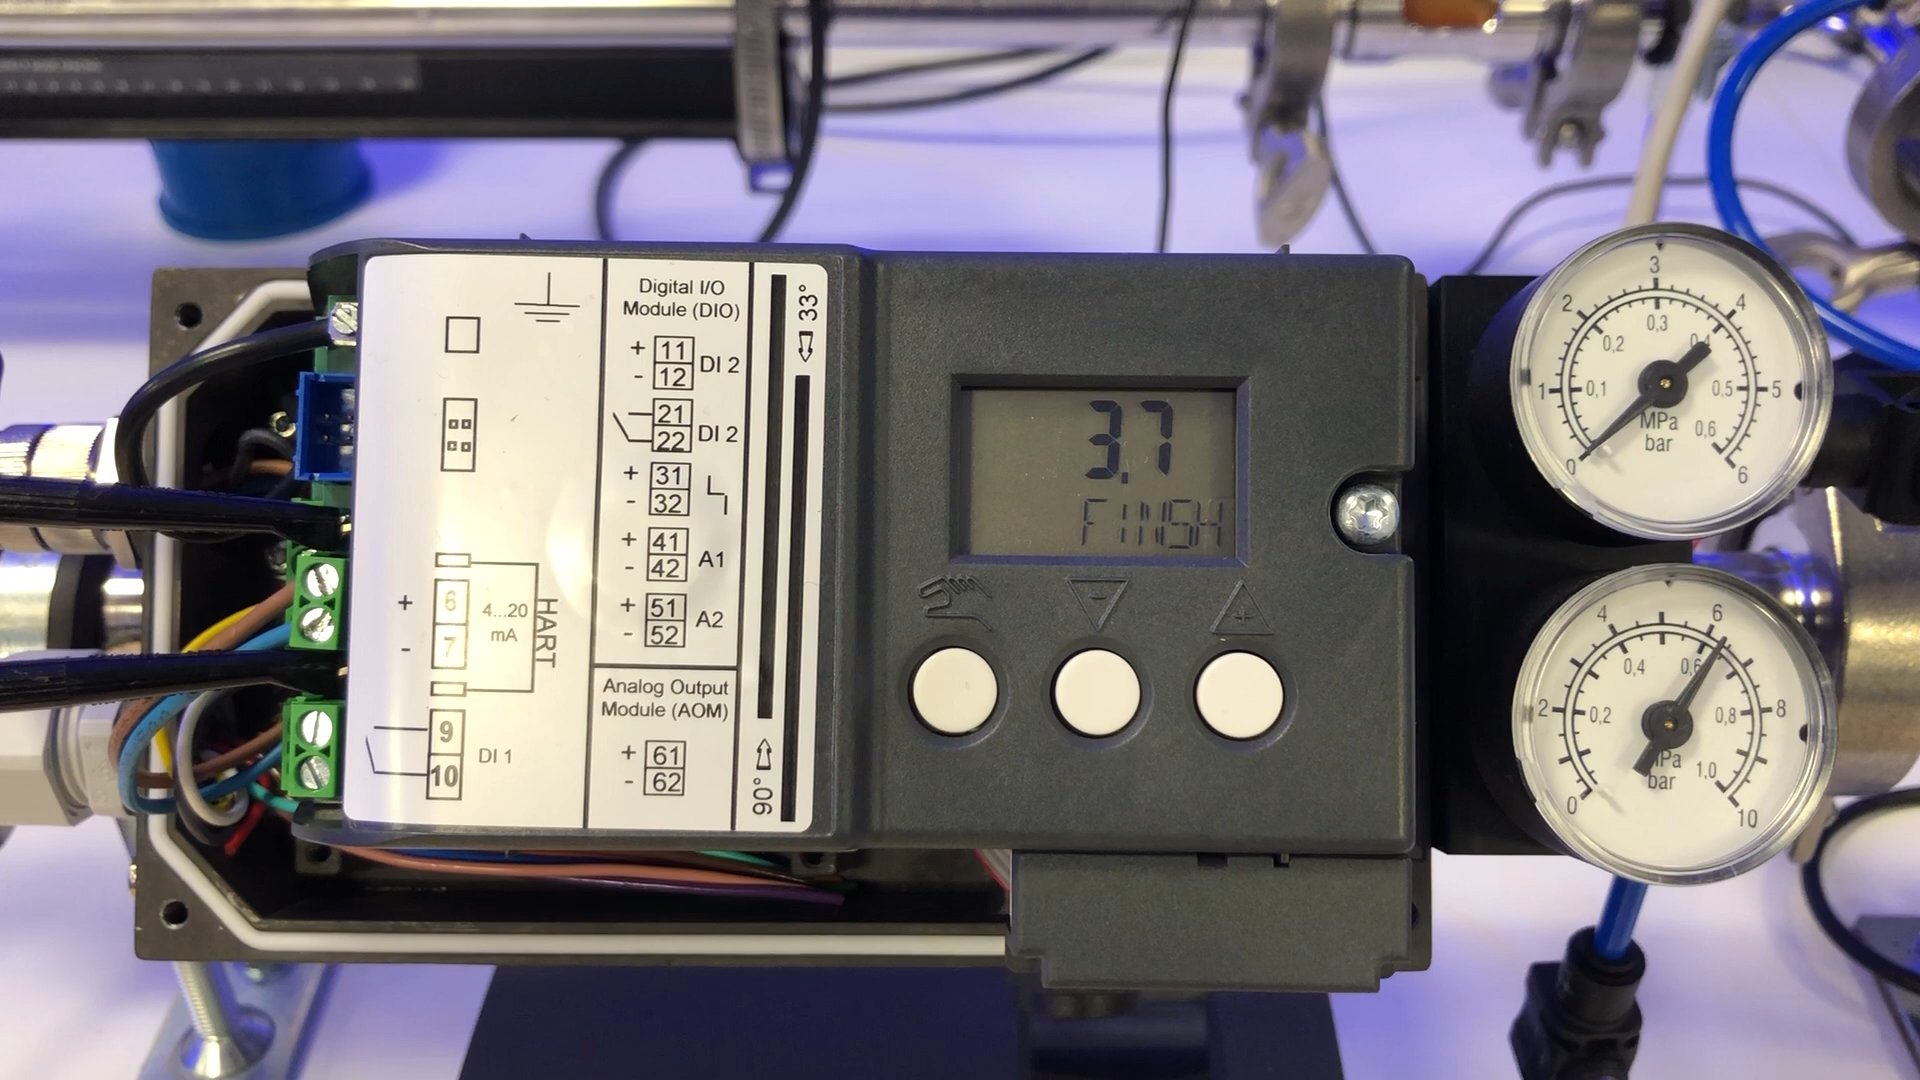 Digital I/O
Module (DIO)
+ 11 DI 2
- 12
21 DI 2
22
+ 31
- 32
+ 41 A1
- 42
+ 51 A2
- 52
Analog Output
Module (AOM)
+ 61
- 62
33°
90°
+ 6 4...20
- 7 mA
HART
9 DI 1
10
3.7
FINISH
-
+
0 1 2 3 4 5 6
0,1 0,2 0,3 0,4 0,5 0,6
MPa
bar
0 2 4 6 8 10
0,2 0,4 0,6 0,8 1,0
bar